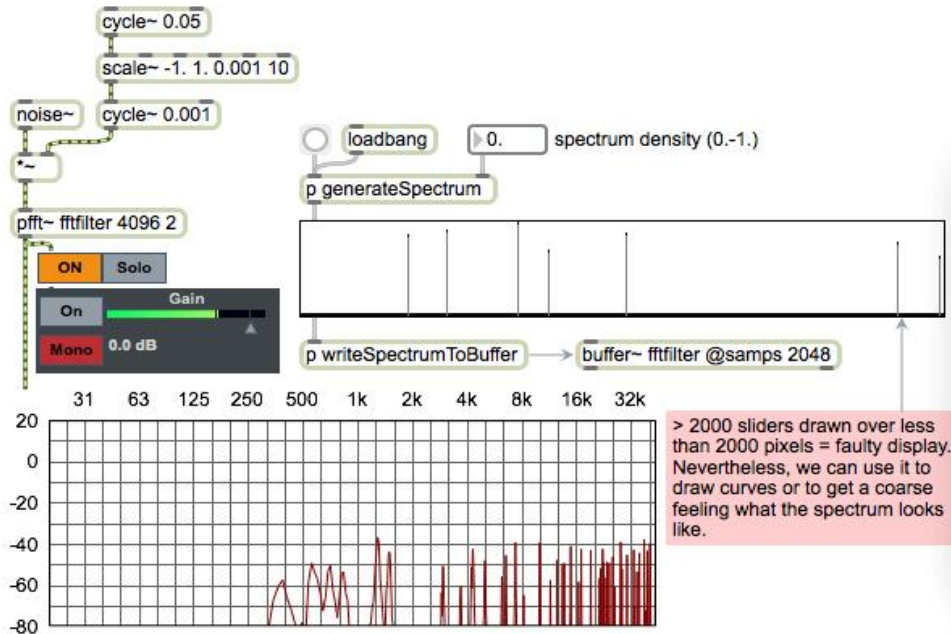 cycle~ 0.05
scale~ -1. 1. 0.001 10
noise~
cycle~ 0.001
*~
pfft~ fftfilter 4096 2
ON
Solo
On
Gain
Mono
0.0 dB
loadbang
0.
spectrum density (0.-1.)
p generateSpectrum
p writeSpectrumToBuffer
buffer~ fftfilter @samps 2048
31 63 125 250 500 1k 2k 4k 8k 16k 32k
20
0
-20
-40
-60
-80
> 2000 sliders drawn over less
than 2000 pixels = faulty display.
Nevertheless, we can use it to
draw curves or to get a coarse
feeling what the spectrum looks
like.